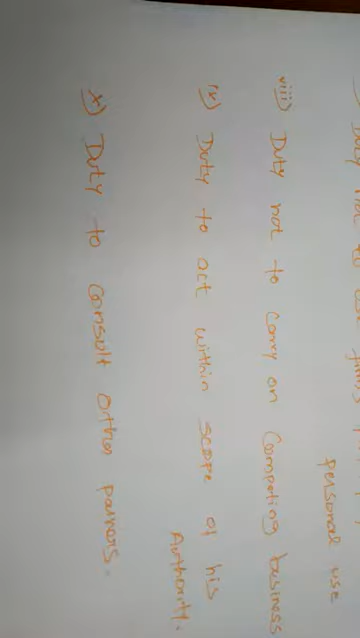 personal use
viii) Duty not to carry on Competing business
ix) Duty to act within scope of his
Authority.
x) Duty to Consult Other